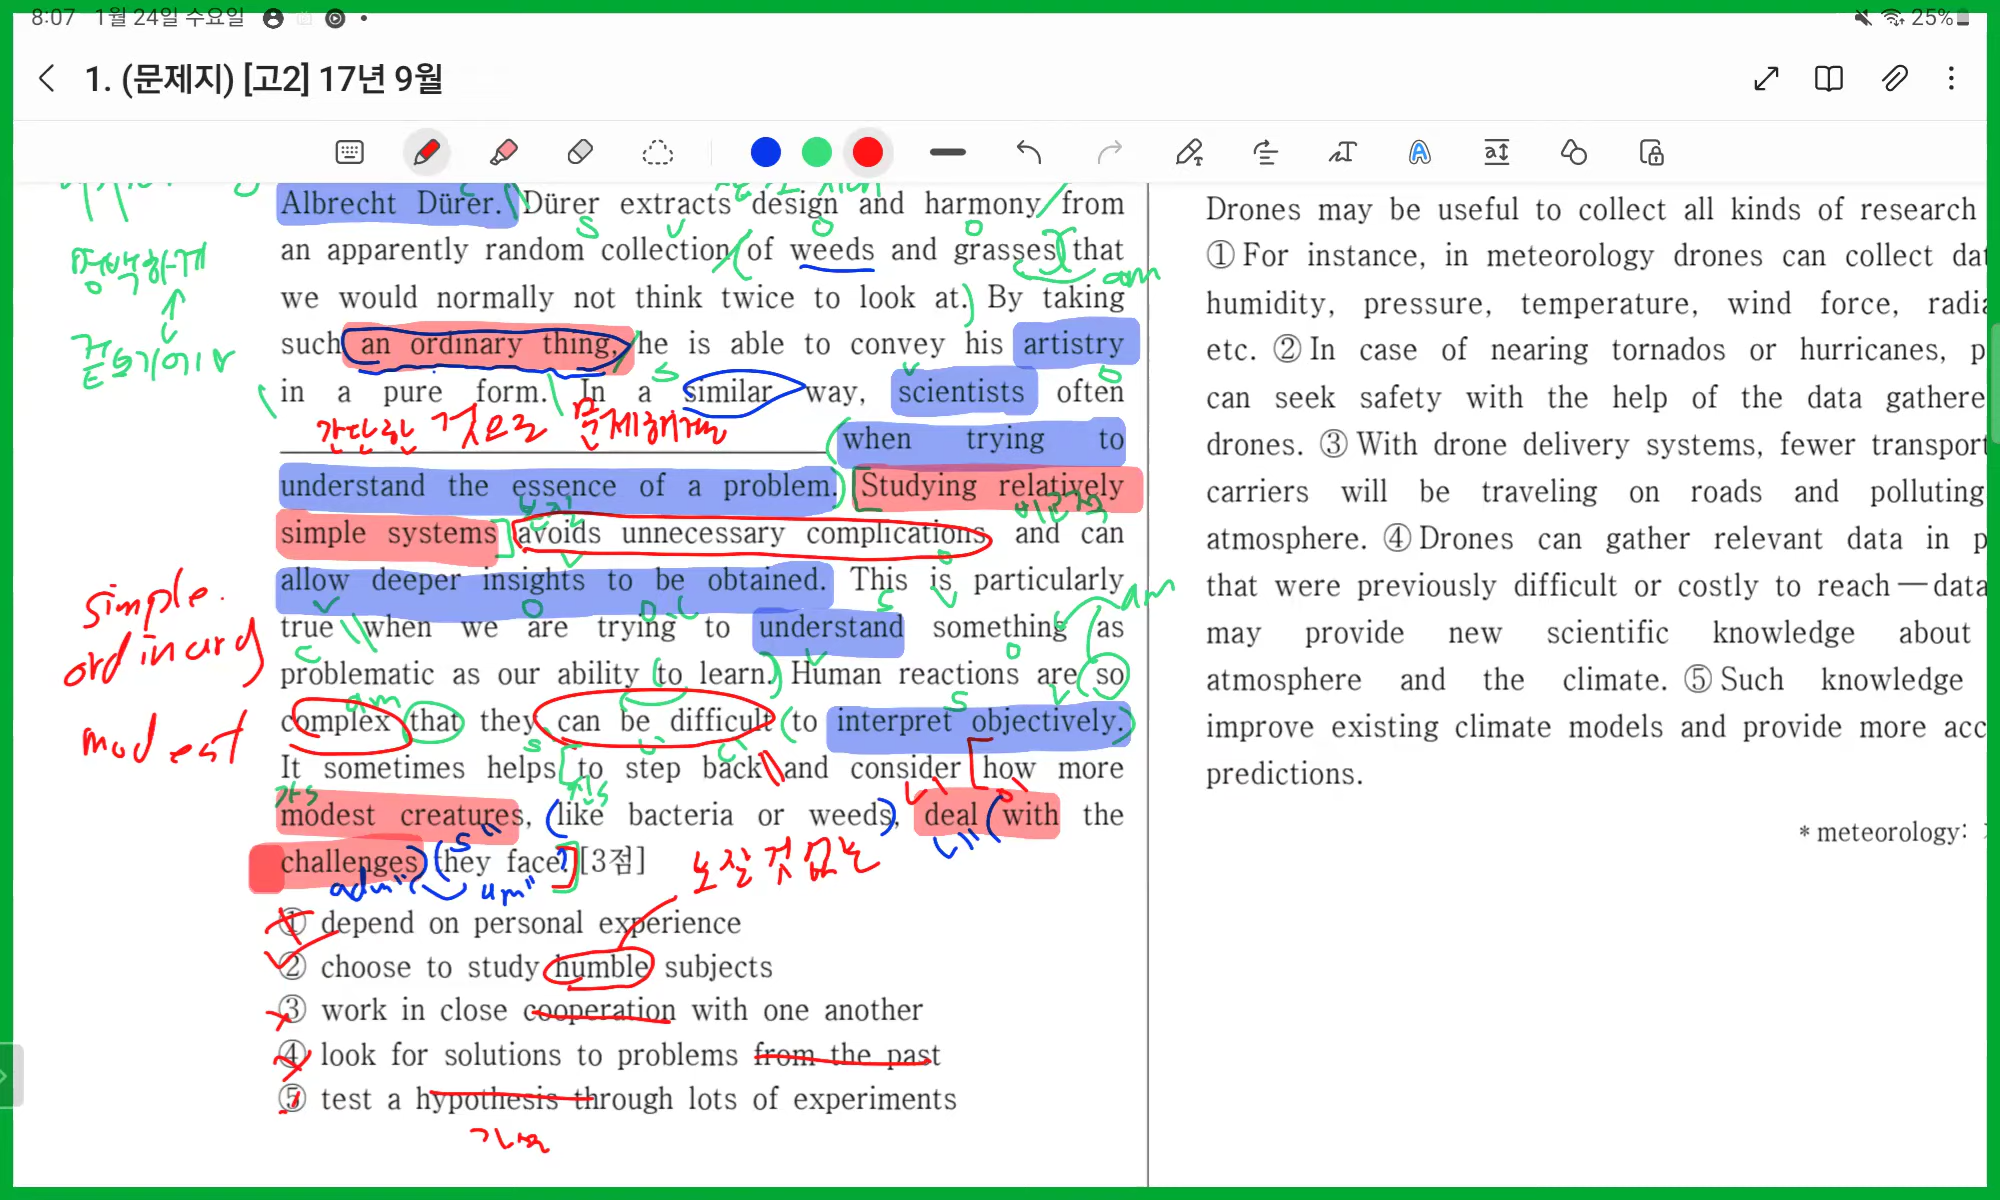 8:07 1월 24일 수요일
25%
1. (문제지) [고2] 17년 9월
Albrecht Dürer. Dürer extracts design and harmony from
an apparently random collection of weeds and grasses that
we would normally not think twice to look at. By taking
such an ordinary thing, he is able to convey his artistry
in a pure form. In a similar way, scientists often
간단한 것으로 문제해결
when trying to
understand the essence of a problem. Studying relatively
simple systems avoids unnecessary complications and can
allow deeper insights to be obtained. This is particularly
true when we are trying to understand something as
problematic as our ability to learn. Human reactions are so
complex that they can be difficult to interpret objectively.
It sometimes helps to step back and consider how more
modest creatures, like bacteria or weeds, deal with the
challenges they face. [3점]
명백하게
겉보기에나
본질
비교적
simple.
ordinary
modest
보잘 것 없는
① depend on personal experience
② choose to study humble subjects
③ work in close cooperation with one another
④ look for solutions to problems from the past
⑤ test a hypothesis through lots of experiments
가설
Drones may be useful to collect all kinds of research
① For instance, in meteorology drones can collect dat
humidity, pressure, temperature, wind force, radia
etc. ② In case of nearing tornados or hurricanes, p
can seek safety with the help of the data gathere
drones. ③ With drone delivery systems, fewer transport
carriers will be traveling on roads and polluting
atmosphere. ④ Drones can gather relevant data in p
that were previously difficult or costly to reach — data
may provide new scientific knowledge about
atmosphere and the climate. ⑤ Such knowledge
improve existing climate models and provide more acc
predictions.
* meteorology: